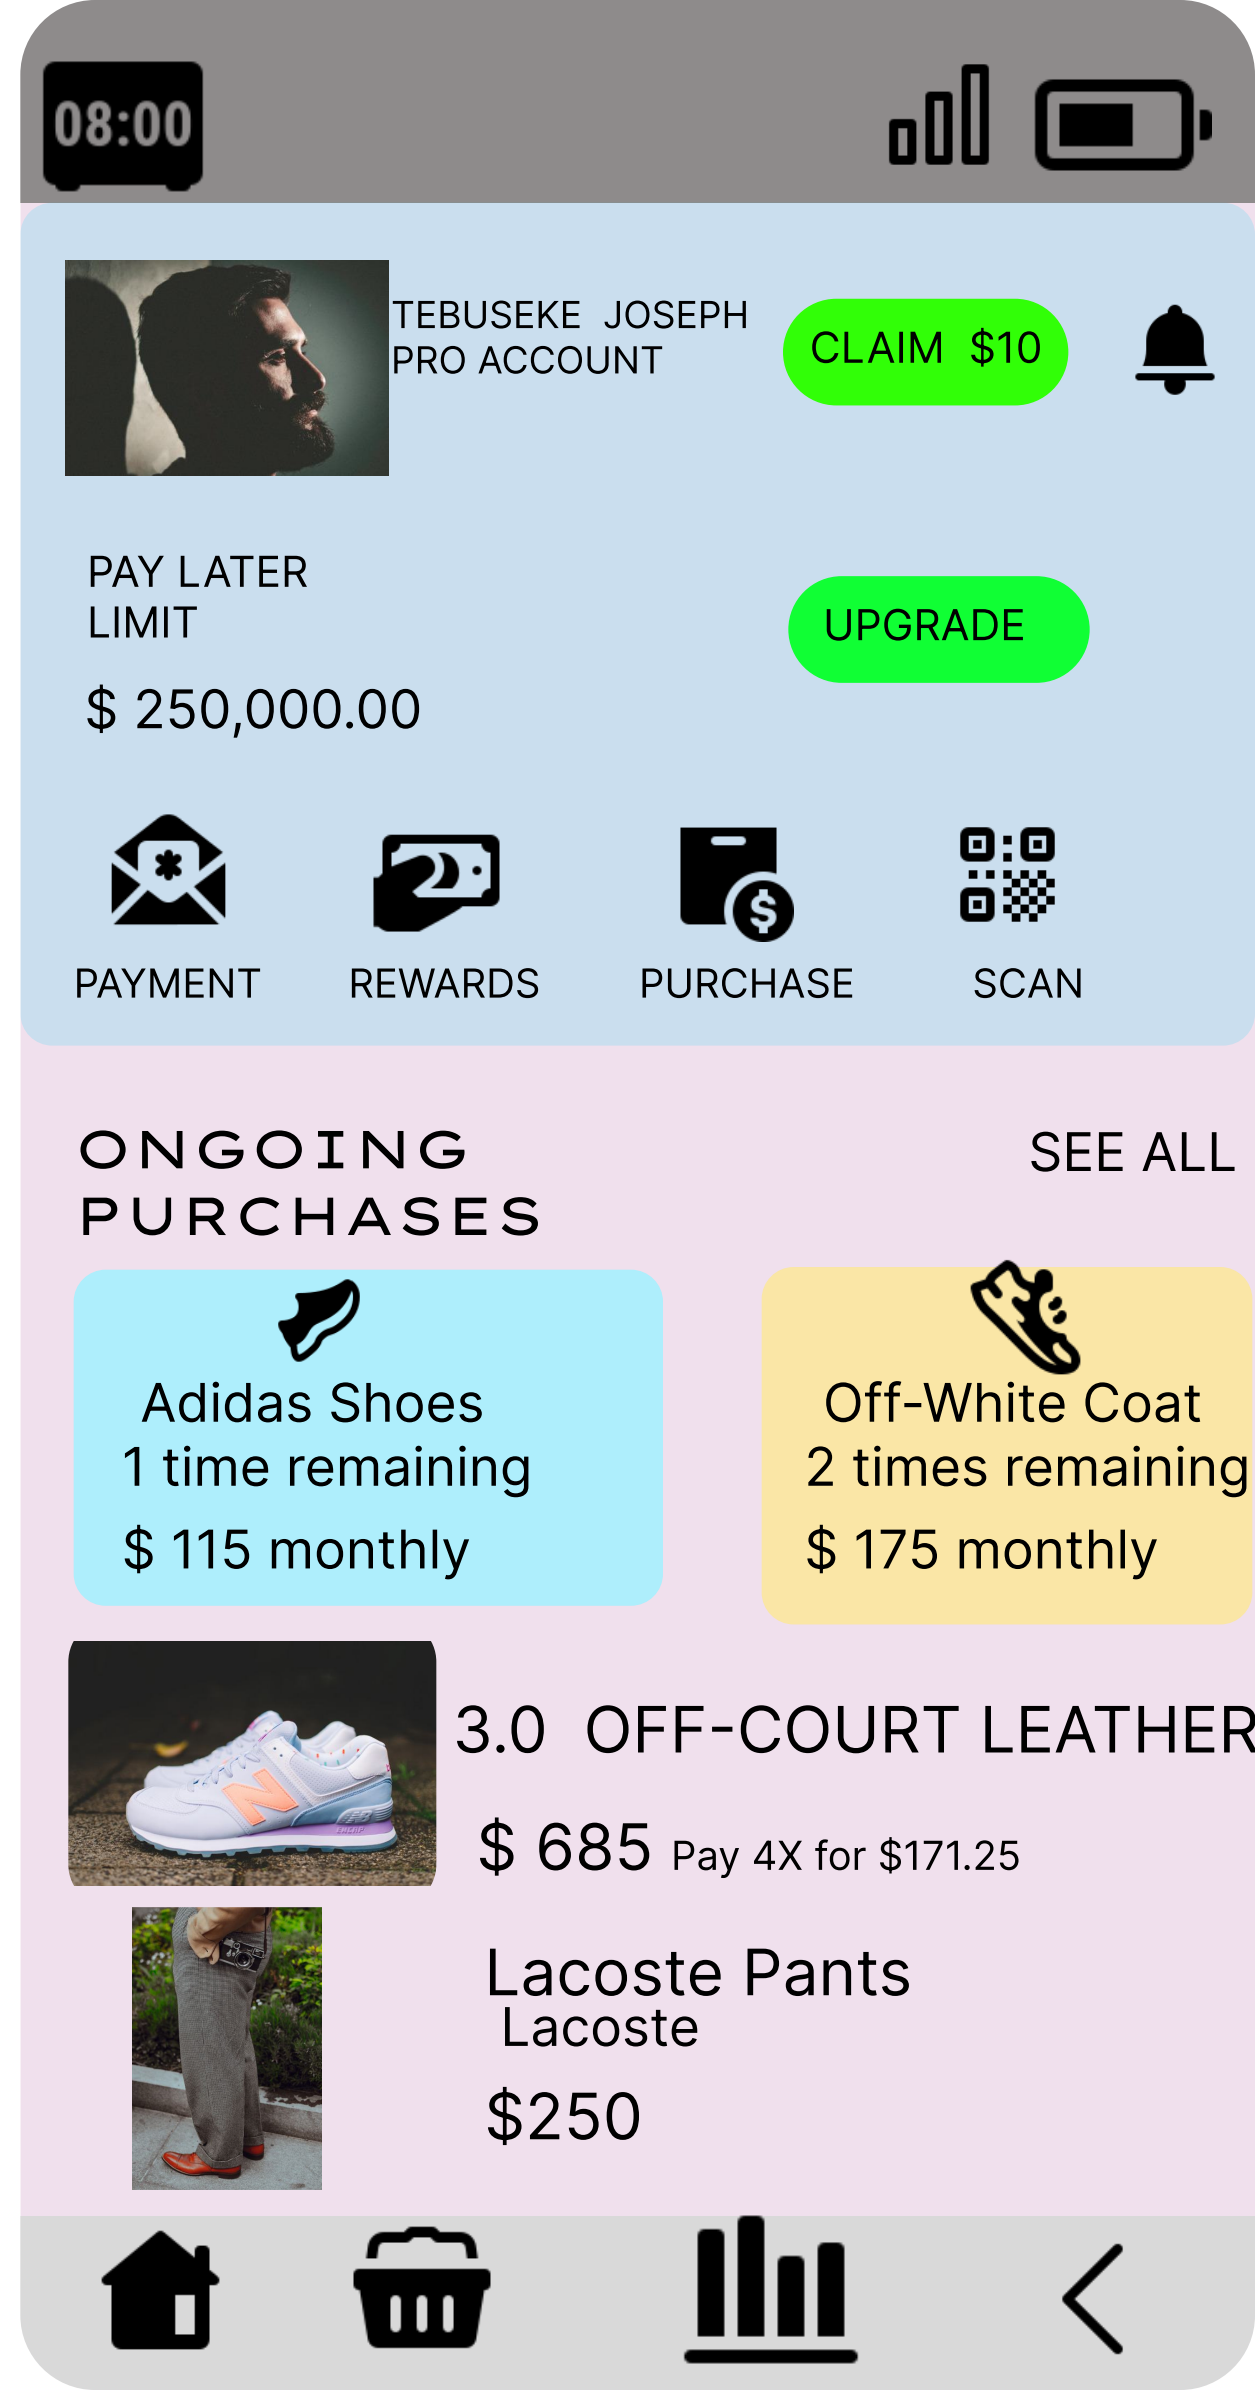 08:00
TEBUSEKE JOSEPH
PRO ACCOUNT
CLAIM $10
PAY LATER
LIMIT
UPGRADE
$ 250,000.00
PAYMENT
REWARDS
PURCHASE
SCAN
ONGOING
PURCHASES
SEE ALL
Adidas Shoes
1 time remaining
$ 115 monthly
Off-White Coat
2 times remaining
$ 175 monthly
3.0 OFF-COURT LEATHER
$ 685 Pay 4X for $171.25
Lacoste Pants
Lacoste
$250